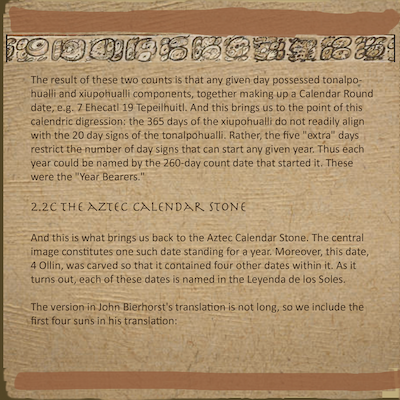 The result of these two counts is that any given day possessed tonalpo-
hualli and xiupohualli components, together making up a Calendar Round
date, e.g. 7 Ehecatl 19 Tepeilhuitl. And this brings us to the point of this
calendric digression: the 365 days of the xiupohualli do not readily align
with the 20 day signs of the tonalpohualli. Rather, the five "extra" days
restrict the number of day signs that can start any given year. Thus each
year could be named by the 260-day count date that started it. These
were the "Year Bearers."
2.2C THE AZTEC CALENDAR STONE
And this is what brings us back to the Aztec Calendar Stone. The central
image constitutes one such date standing for a year. Moreover, this date,
4 Ollin, was carved so that it contained four other dates within it. As it
turns out, each of these dates is named in the Leyenda de los Soles.
The version in John Bierhorst's translation is not long, so we include the
first four suns in his translation: